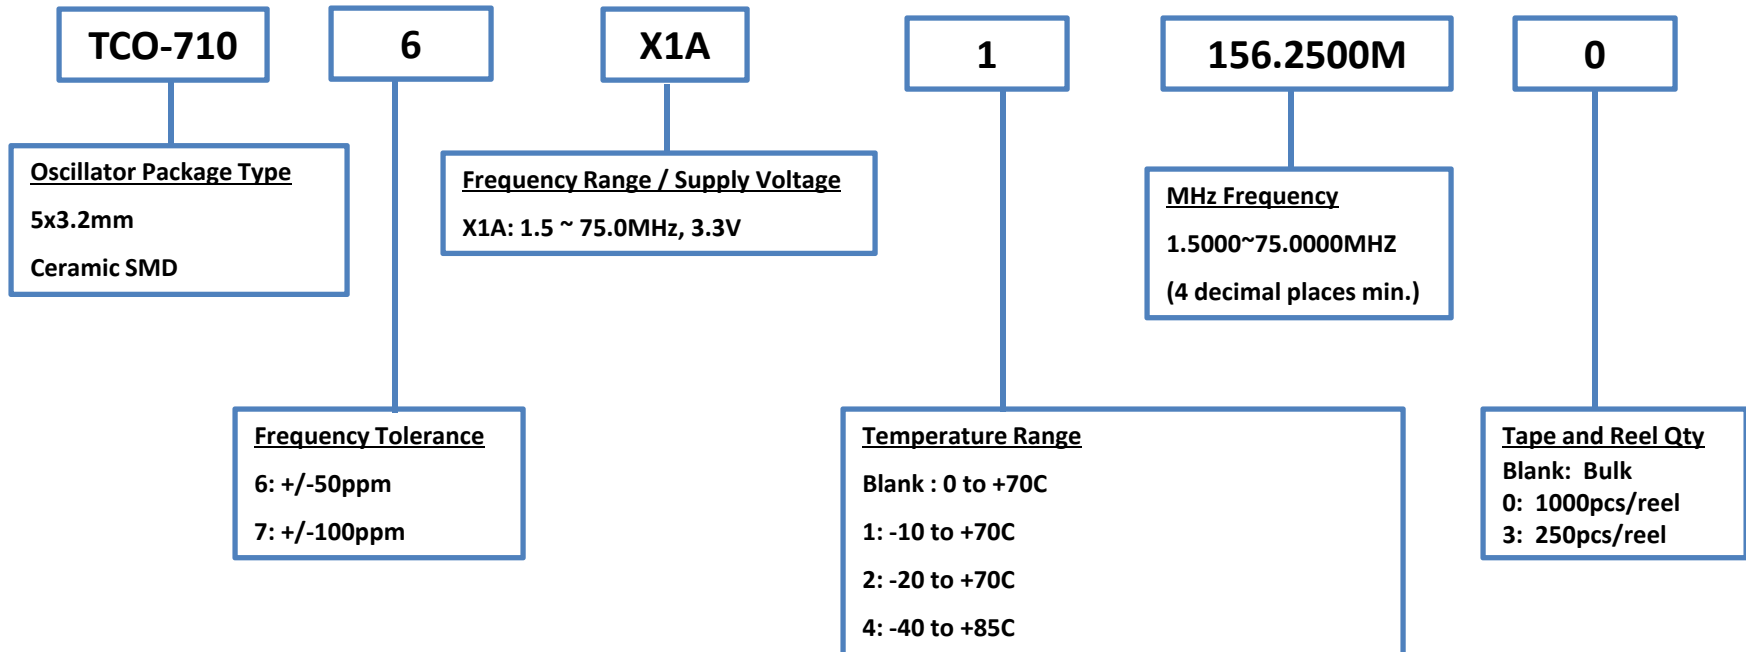 TCO-710
6
X1A
1
156.2500M
0
Oscillator Package Type
5x3.2mm
Ceramic SMD
Frequency Range / Supply Voltage
X1A: 1.5 ~ 75.0MHz, 3.3V
MHz Frequency
1.5000~75.0000MHZ
(4 decimal places min.)
Frequency Tolerance
6: +/-50ppm
7: +/-100ppm
Temperature Range
Blank : 0 to +70C
1: -10 to +70C
2: -20 to +70C
4: -40 to +85C
Tape and Reel Qty
Blank:  Bulk
0:  1000pcs/reel
3:  250pcs/reel